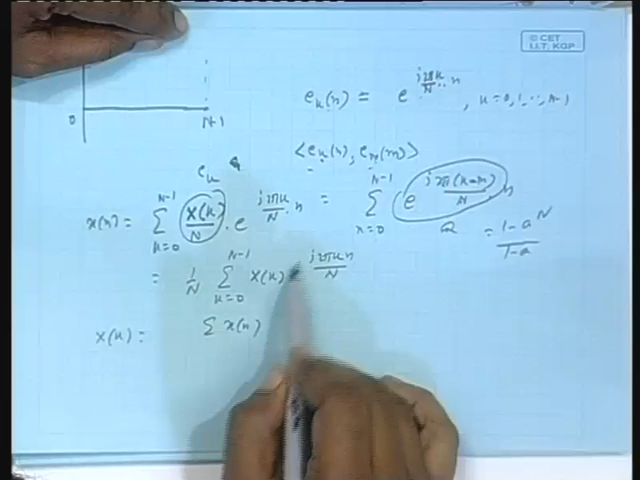 © CET
I.I.T. KGP
e_k(n) = e^{j2πk/N · n}, k=0,1,..,N-1
0 N-1
<e_k(n), e_m(m)>
e_k
x(n) = Σ_{k=0}^{N-1} X(k)/N . e^{j2πk/N . n} = Σ_{n=0}^{N-1} (e^{j2π(k-m)/N})^n
a = (1-a^N)/(1-a)
= 1/N Σ_{k=0}^{N-1} X(k) j2πkn/N
X(k) = Σ x(n)